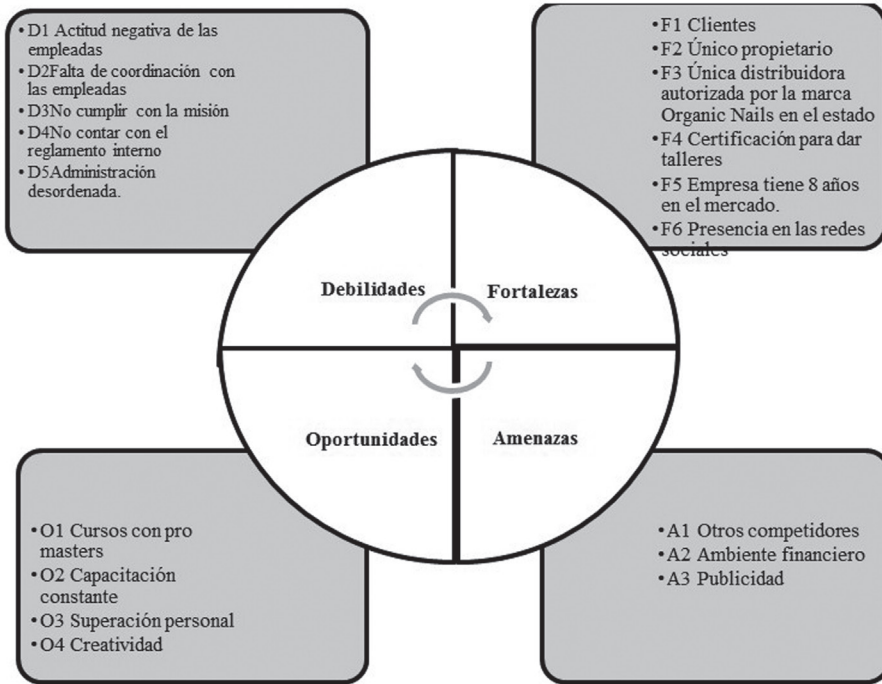 • D1 Actitud negativa de las
empleadas
• D2Falta de coordinación con
las empleadas
• D3No cumplir con la misión
• D4No contar con el
reglamento interno
• D5Administración
desordenada.
• F1 Clientes
• F2 Único propietario
• F3 Única distribuidora
autorizada por la marca
Organic Nails en el estado
• F4 Certificación para dar
talleres
• F5 Empresa tiene 8 años
en el mercado.
• F6 Presencia en las redes
sociales
Debilidades
Fortalezas
Oportunidades
Amenazas
• O1 Cursos con pro
masters
• O2 Capacitación
constante
• O3 Superación personal
• O4 Creatividad
• A1 Otros competidores
• A2 Ambiente financiero
• A3 Publicidad